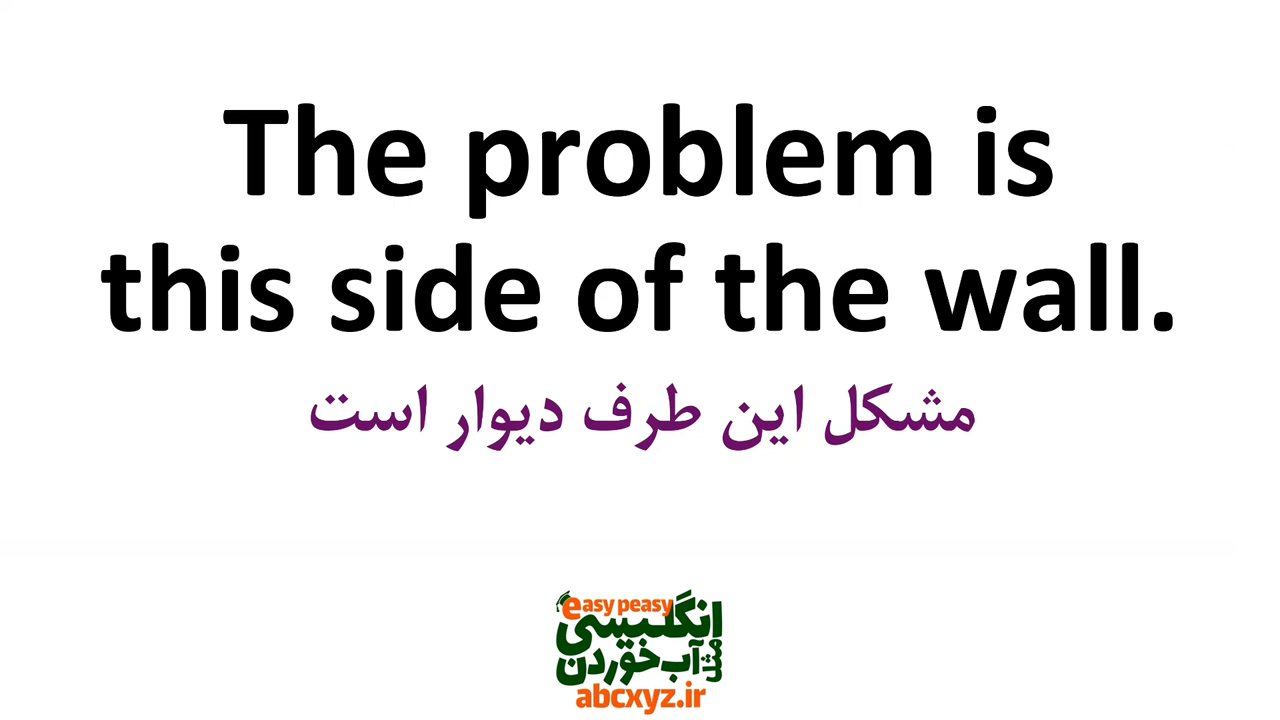 The problem is
this side of the wall.
مشکل این طرف دیوار است
easy peasy
انگلیسی
مثل آب خوردن
abcxyz.ir